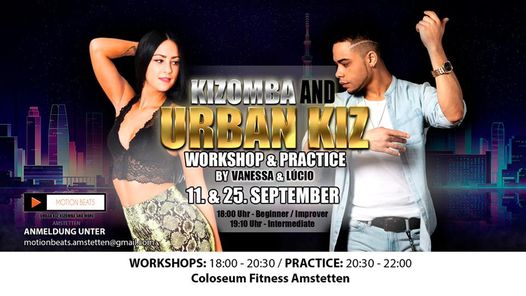 KIZOMBA AND
URBAN KIZ
WORKSHOP & PRACTICE
BY VANESSA & LÚCIO
11. & 25. SEPTEMBER
18:00 Uhr - Beginner / Improver
19:10 Uhr - Intermediate
MOTION BEATS
AMSTETTEN
ANMELDUNG UNTER
motionbeats.amstetten@gmail.com
WORKSHOPS: 18:00 - 20:30 / PRACTICE: 20:30 - 22:00
Coloseum Fitness Amstetten